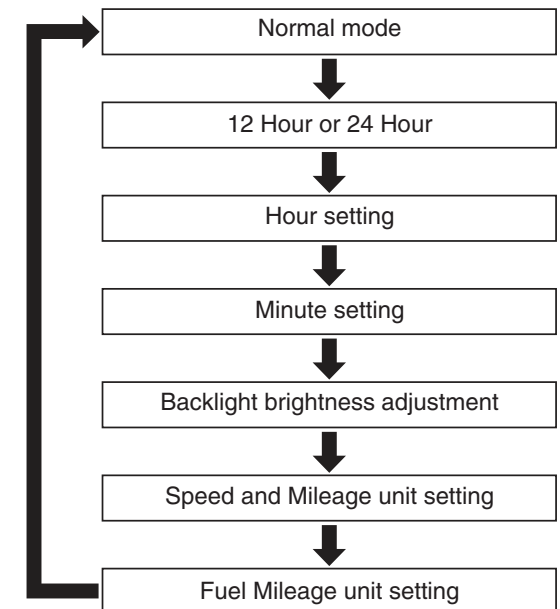 Normal mode
12 Hour or 24 Hour
Hour setting
Minute setting
Backlight brightness adjustment
Speed and Mileage unit setting
Fuel Mileage unit setting